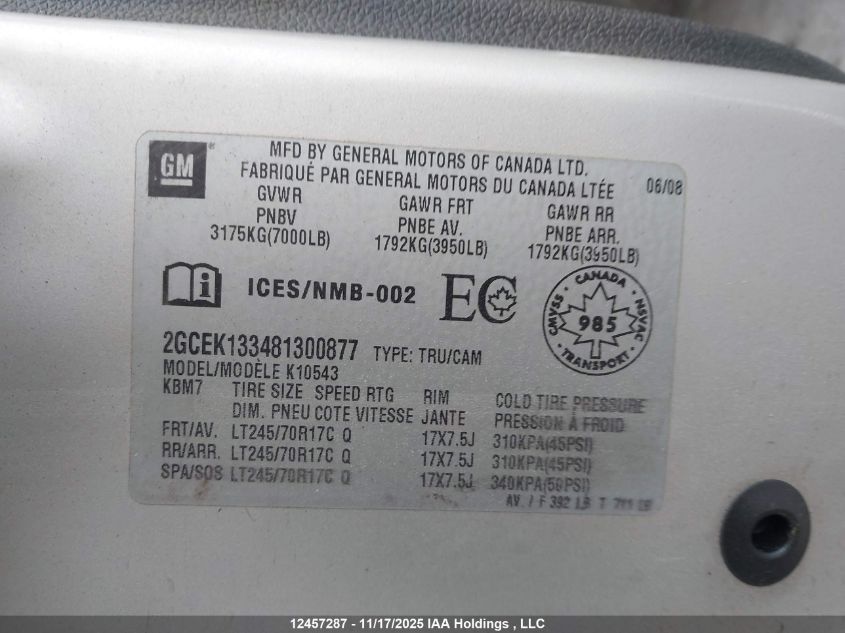 GM
MFD BY GENERAL MOTORS OF CANADA LTD.
FABRIQUÉ PAR GENERAL MOTORS DU CANADA LTÉE
06/08
GVWR GAWR FRT GAWR RR
PNBV PNBE AV. PNBE ARR.
3175KG(7000LB) 1792KG(3950LB) 1792KG(3950LB)
ICES/NMB-002 EC
CANADA
CMVSS 985 NSVAC
TRANSPORT
2GCEK133481300877 TYPE: TRU/CAM
MODEL/MODÈLE K10543
KBM7 TIRE SIZE SPEED RTG RIM COLD TIRE PRESSURE
DIM. PNEU COTE VITESSE JANTE PRESSION À FROID
FRT/AV. LT245/70R17C Q 17X7.5J 310KPA(45PSI)
RR/ARR. LT245/70R17C Q 17X7.5J 310KPA(45PSI)
SPA/SOS LT245/70R17C Q 17X7.5J 340KPA(50PSI)
AV. / F 392 LB T
12457287 - 11/17/2025 IAA Holdings , LLC